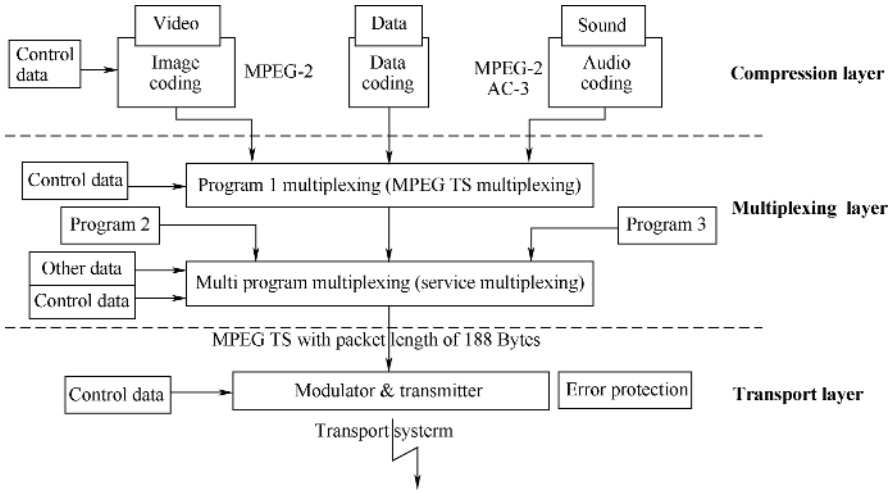 Video
Data
Sound
Control
data
Image
coding
MPEG-2
Data
coding
MPEG-2
AC-3
Audio
coding
Compression layer
Control data
Program 1 multiplexing (MPEG TS multiplexing)
Multiplexing layer
Program 2
Program 3
Other data
Control data
Multi program multiplexing (service multiplexing)
MPEG TS with packet length of 188 Bytes
Control data
Modulator & transmitter
Error protection
Transport layer
Transport systerm